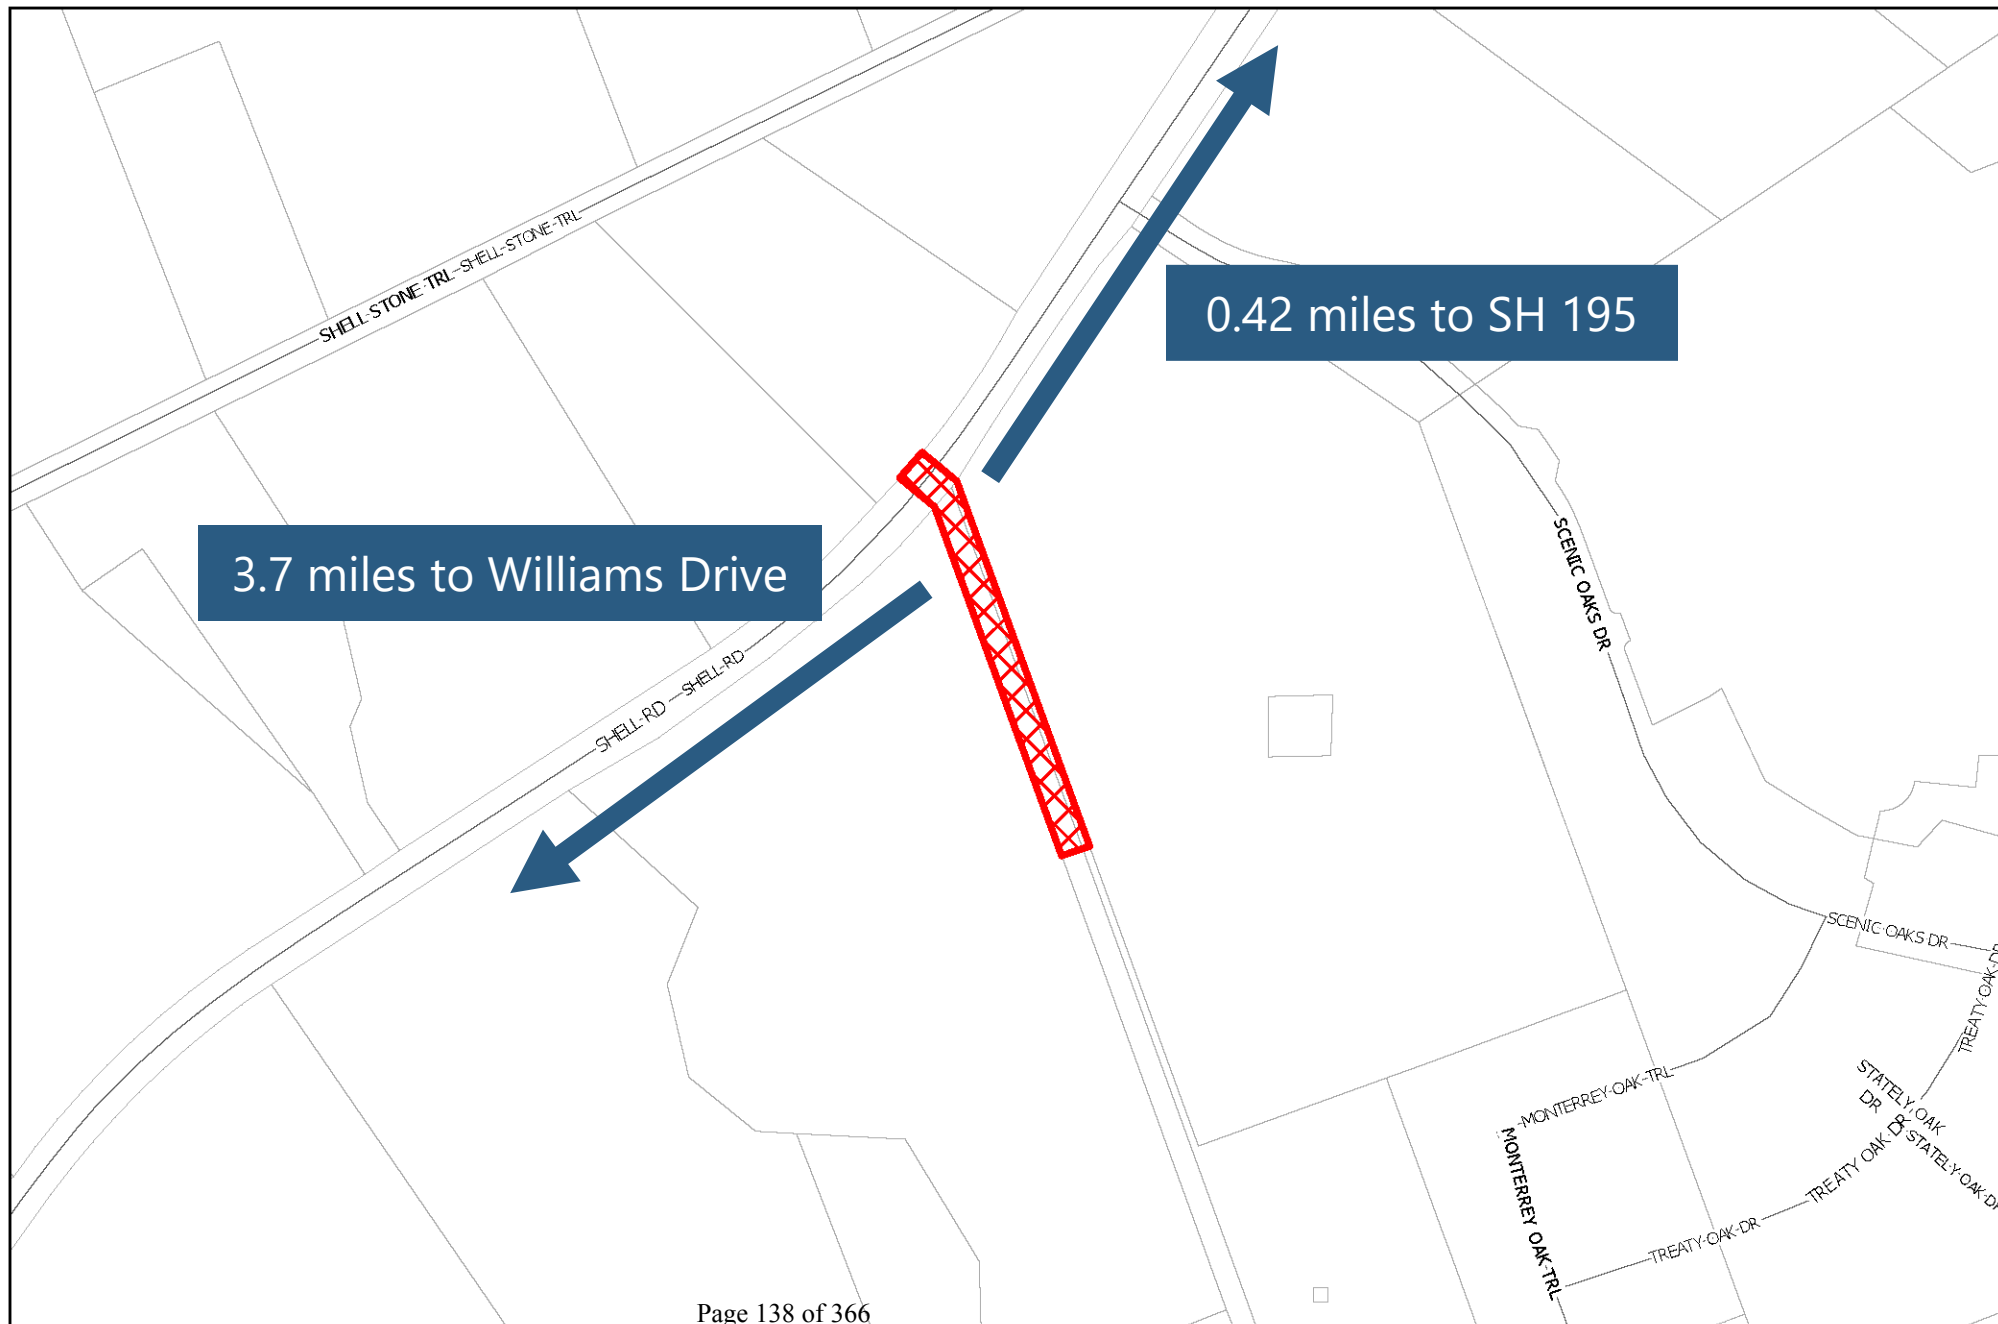 SHELL-STONE-TRL
SHELL-STONE TRL
0.42 miles to SH 195
3.7 miles to Williams Drive
SCENIC OAKS DR
SHELL-RD
SHELL-RD
SCENIC OAKS DR
TREATY-OAK-D
STATELY OAK
DR
MONTERREY-OAK-TRL
STATELY-OAK-DR
TREATY OAK-DR
MONTERREY OAK-TRL
TREATY-OAK-DR
Page 138 of 366